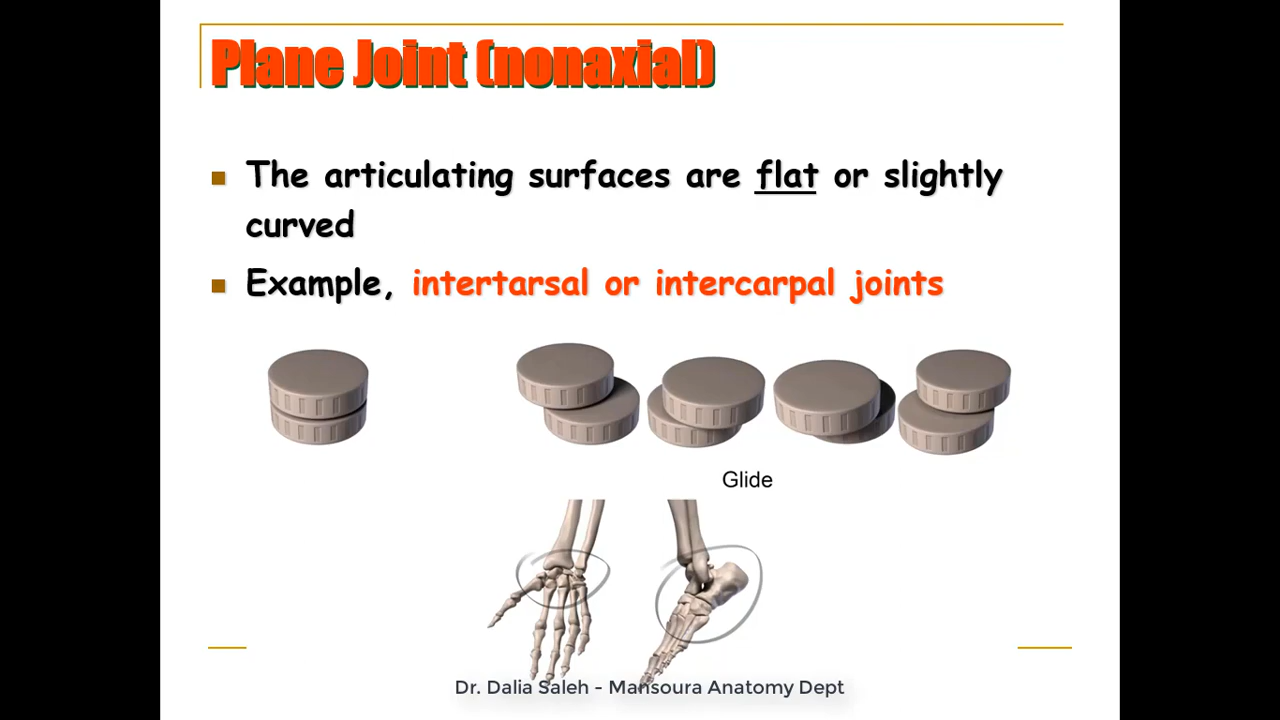 Plane Joint (nonaxial)
The articulating surfaces are flat or slightly
curved
Example, intertarsal or intercarpal joints
Glide
Dr. Dalia Saleh - Mansoura Anatomy Dept